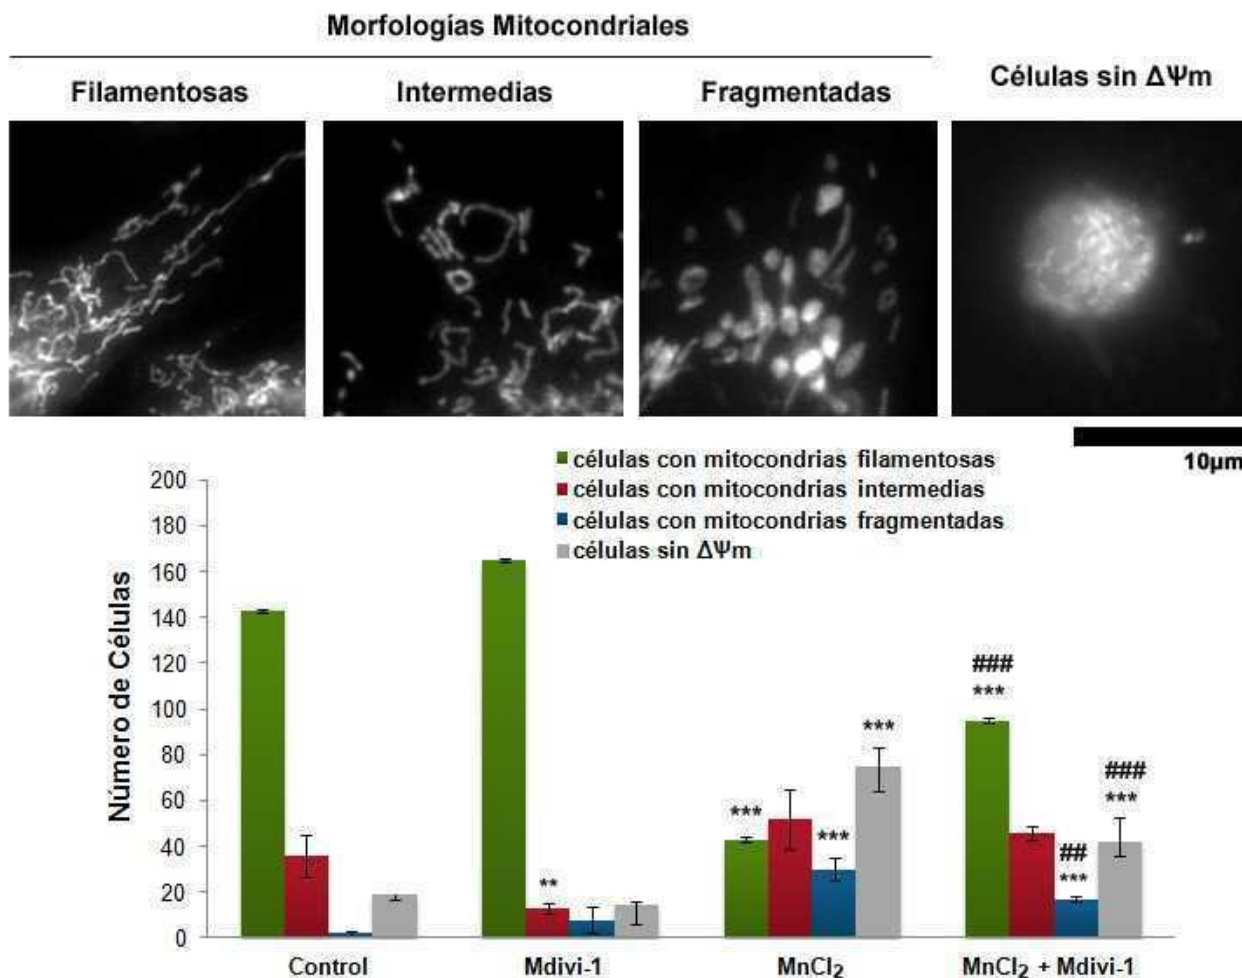 Morfologías Mitocondriales
Filamentosas
Intermedias
Fragmentadas
Células sin ΔΨm
10µm
células con mitocondrias filamentosas
células con mitocondrias intermedias
células con mitocondrias fragmentadas
células sin ΔΨm
Número de Células
200
180
160
140
120
100
80
60
40
20
0
**
***
***
***
###
***
##
***
###
***
Control
Mdivi-1
MnCl₂
MnCl₂ + Mdivi-1